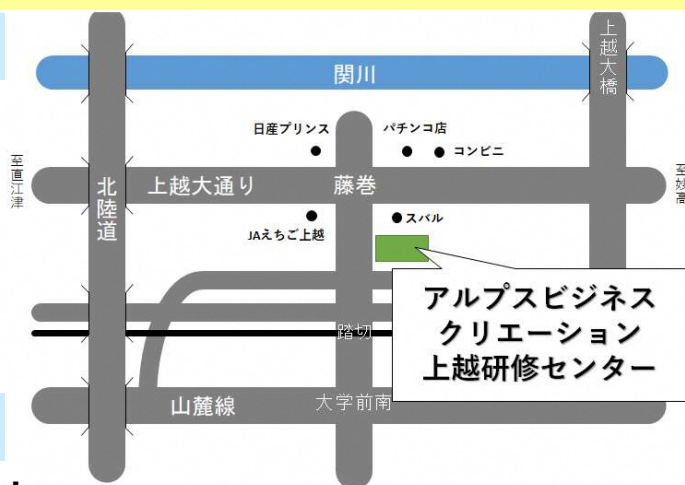 上越大橋
関川
日産プリンス
パチンコ店
コンビニ
至直江津
北陸道
上越大通り
藤巻
至妙高
JAえちご上越
スバル
アルプスビジネス
クリエーション
上越研修センター
踏切
山麓線
大学前南